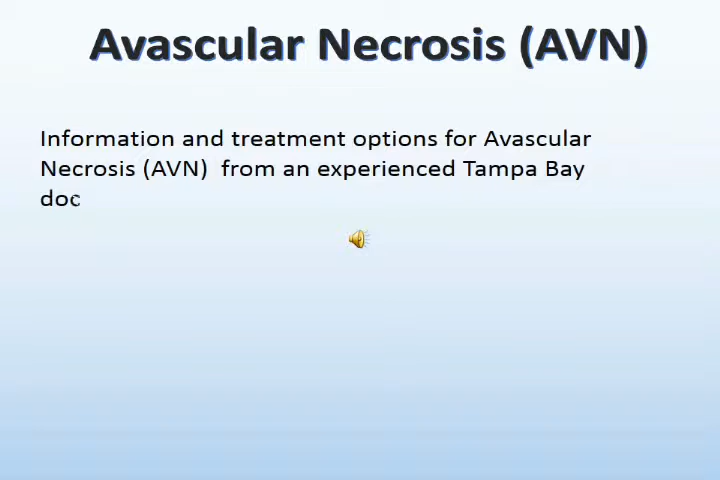 Avascular Necrosis (AVN)
Information and treatment options for Avascular
Necrosis (AVN) from an experienced Tampa Bay
doc